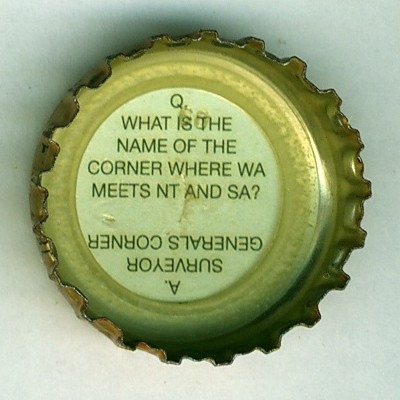 Q.
WHAT IS THE
NAME OF THE
CORNER WHERE WA
MEETS NT AND SA?
A.
SURVEYOR
GENERALS CORNER